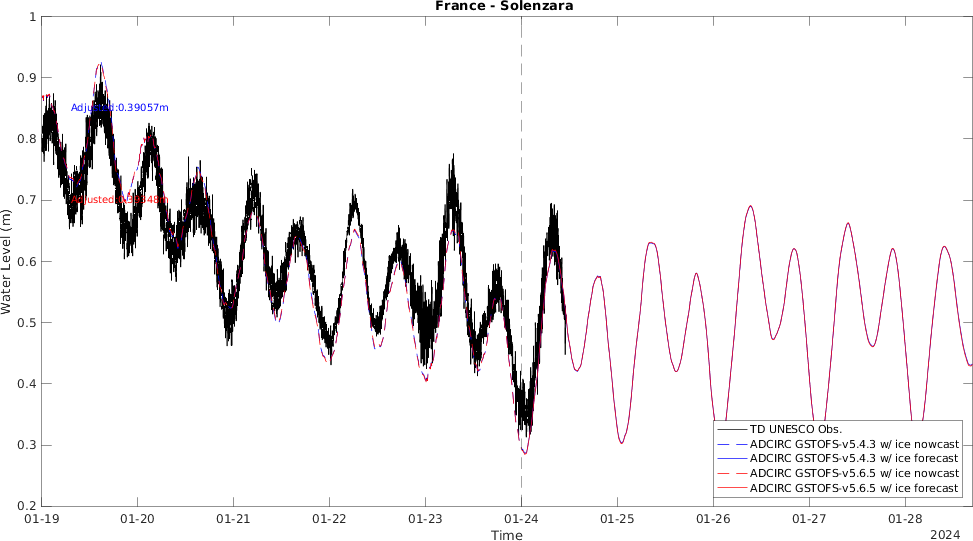 France - Solenzara
1
0.9
0.8
0.7
0.6
0.5
0.4
0.3
0.2
Water Level (m)
Adjusted:0.39057m
01-19
01-20
01-21
01-22
01-23
01-24
01-25
01-26
01-27
01-28
Time
2024
TD UNESCO Obs.
ADCIRC GSTOFS-v5.4.3 w/ ice nowcast
ADCIRC GSTOFS-v5.4.3 w/ ice forecast
ADCIRC GSTOFS-v5.6.5 w/ ice nowcast
ADCIRC GSTOFS-v5.6.5 w/ ice forecast